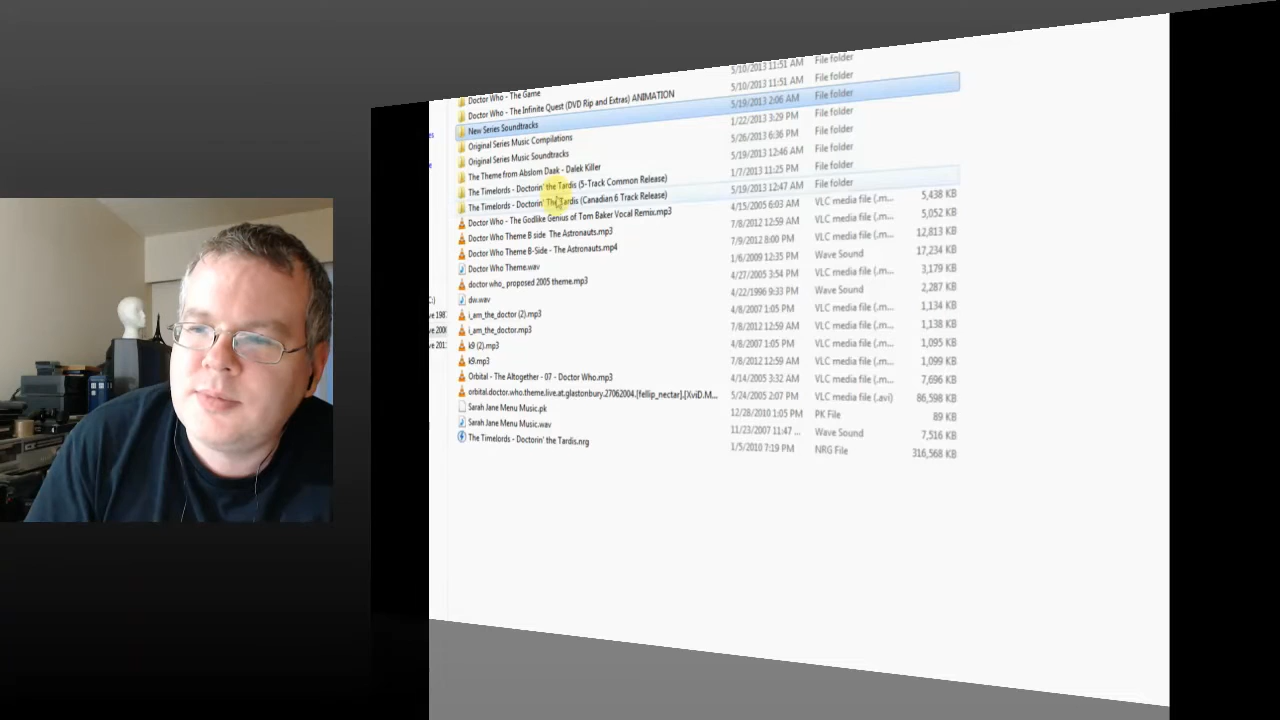 5/10/2013 11:51 AM File folder
Doctor Who - The Game 5/10/2013 11:51 AM File folder
Doctor Who - The Infinite Quest (DVD Rip and Extras) ANIMATION 5/19/2013 2:06 AM File folder
New Series Soundtracks 1/22/2013 3:29 PM File folder
Original Series Music Compilations 5/26/2013 6:36 PM File folder
Original Series Music Soundtracks 5/19/2013 12:46 AM File folder
The Theme from Abslom Daak - Dalek Killer 1/7/2013 11:25 PM File folder
The Timelords - Doctorin' the Tardis (5-Track Common Release) 5/19/2013 12:47 AM File folder
The Timelords - Doctorin' The Tardis (Canadian 6 Track Release) 4/15/2005 6:03 AM VLC media file (.m... 5,438 KB
Doctor Who - The Godlike Genius of Tom Baker Vocal Remix.mp3 7/8/2012 12:59 AM VLC media file (.m... 5,052 KB
Doctor Who Theme B side The Astronauts.mp3 7/9/2012 8:00 PM VLC media file (.m... 12,813 KB
Doctor Who Theme B-Side - The Astronauts.mp4 1/6/2009 12:35 PM Wave Sound 17,234 KB
Doctor Who Theme.wav 4/27/2005 3:54 PM VLC media file (.m... 3,179 KB
doctor who_ proposed 2005 theme.mp3 4/22/1996 9:33 PM Wave Sound 2,287 KB
dw.wav 4/8/2007 1:05 PM VLC media file (.m... 1,134 KB
i_am_the_doctor (2).mp3 7/8/2012 12:59 AM VLC media file (.m... 1,138 KB
i_am_the_doctor.mp3 4/8/2007 1:05 PM VLC media file (.m... 1,095 KB
k9 (2).mp3 7/8/2012 12:59 AM VLC media file (.m... 1,099 KB
k9.mp3 4/14/2005 3:32 AM VLC media file (.m... 7,696 KB
Orbital - The Altogether - 07 - Doctor Who.mp3 5/24/2005 2:07 PM VLC media file (.avi) 86,598 KB
orbital.doctor.who.theme.live.at.glastonbury.27062004.[fellip_nectar].[XviD.M...
Sarah Jane Menu Music.pk 12/28/2010 1:05 PM PK File 89 KB
Sarah Jane Menu Music.wav 11/23/2007 11:47 ... Wave Sound 7,516 KB
The Timelords - Doctorin' the Tardis.nrg 1/5/2010 7:19 PM NRG File 316,568 KB